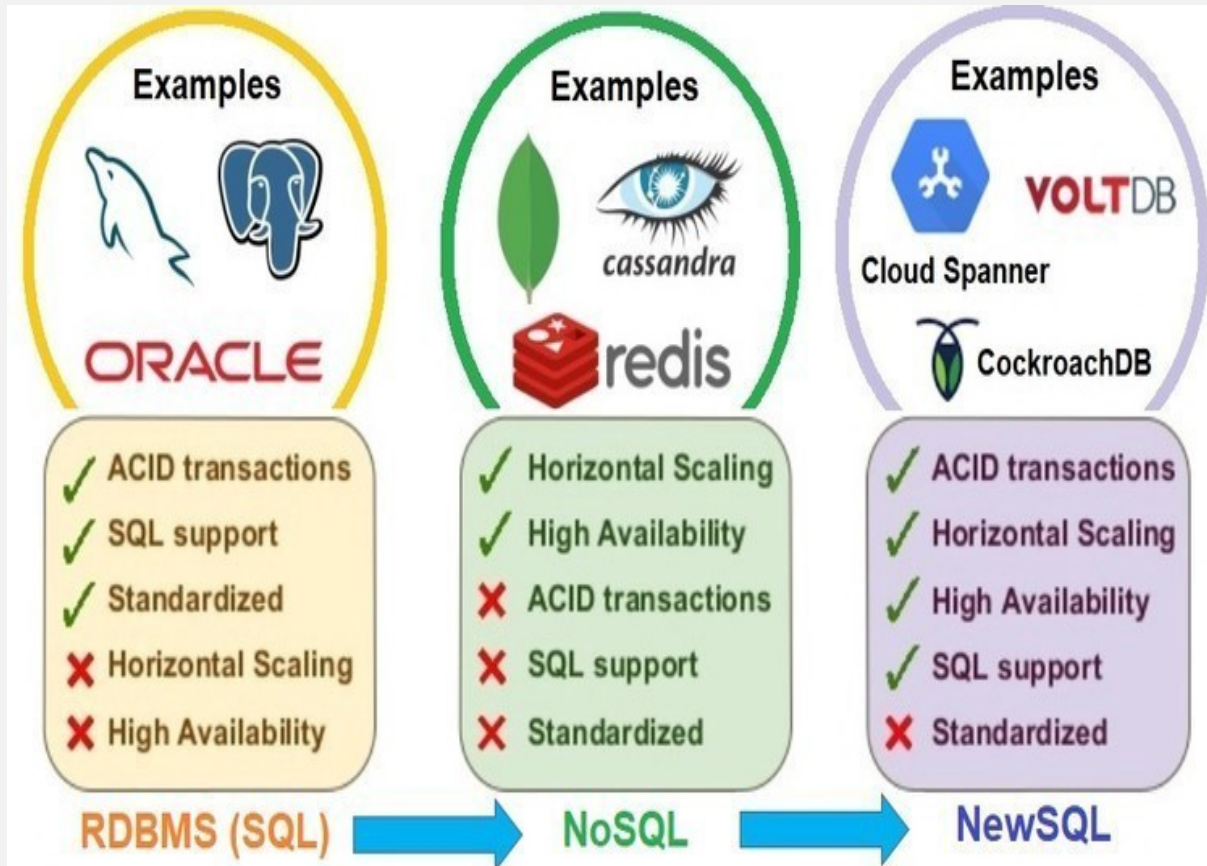 Examples
ORACLE
ACID transactions
SQL support
Standardized
Horizontal Scaling
High Availability
RDBMS (SQL)
Examples
cassandra
redis
Horizontal Scaling
High Availability
ACID transactions
SQL support
Standardized
NoSQL
Examples
VOLTDB
Cloud Spanner
CockroachDB
ACID transactions
Horizontal Scaling
High Availability
SQL support
Standardized
NewSQL